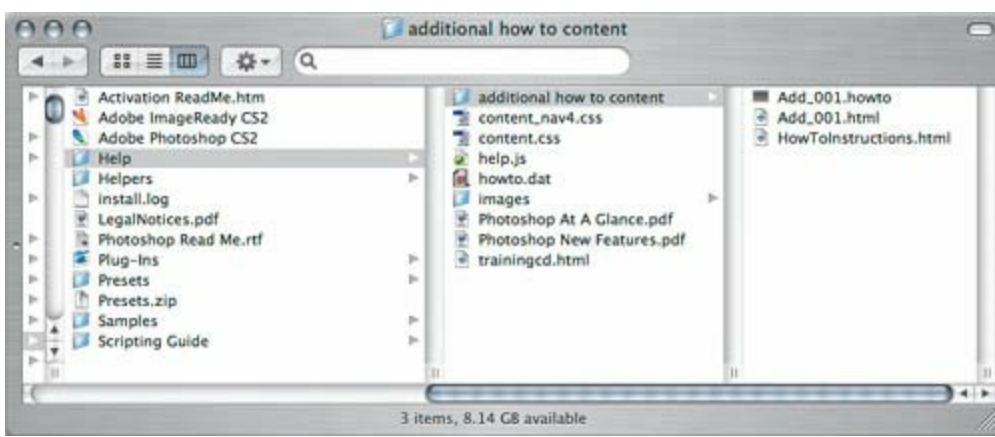 additional how to content
Activation ReadMe.htm
Adobe ImageReady CS2
Adobe Photoshop CS2
Help
Helpers
install.log
LegalNotices.pdf
Photoshop Read Me.rtf
Plug-Ins
Presets
Presets.zip
Samples
Scripting Guide
additional how to content
content_nav4.css
content.css
help.js
howto.dat
images
Photoshop At A Glance.pdf
Photoshop New Features.pdf
trainingcd.html
Add_001.howto
Add_001.html
HowToInstructions.html
3 items, 8.14 GB available